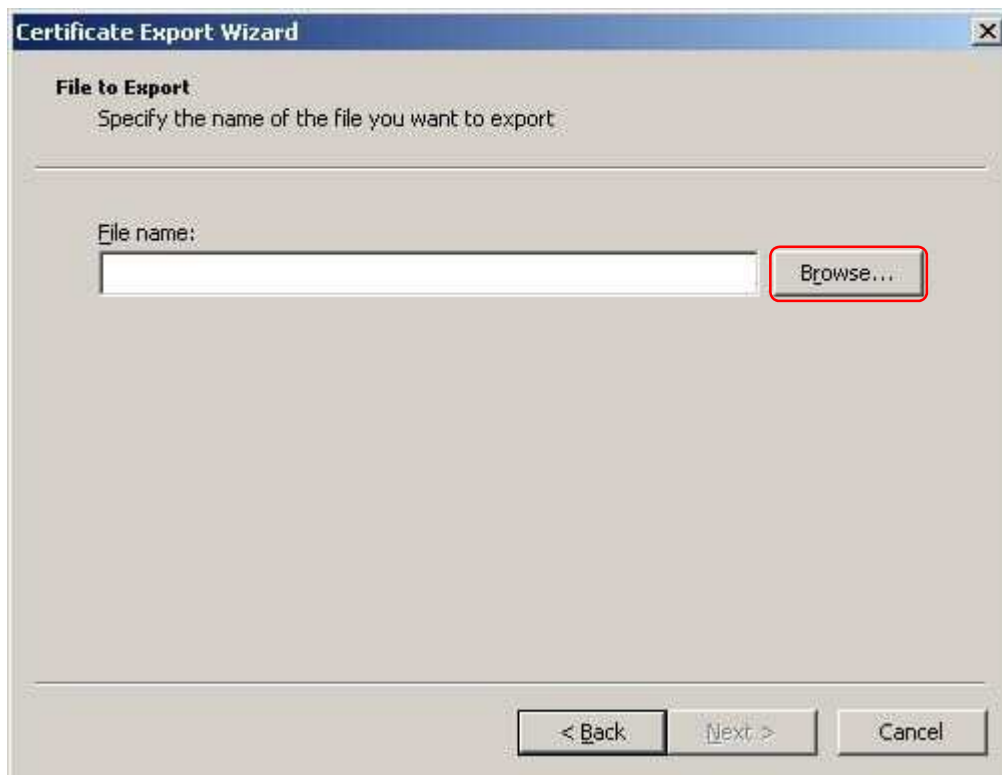 Certificate Export Wizard
File to Export
Specify the name of the file you want to export
File name:
Browse...
< Back
Next >
Cancel